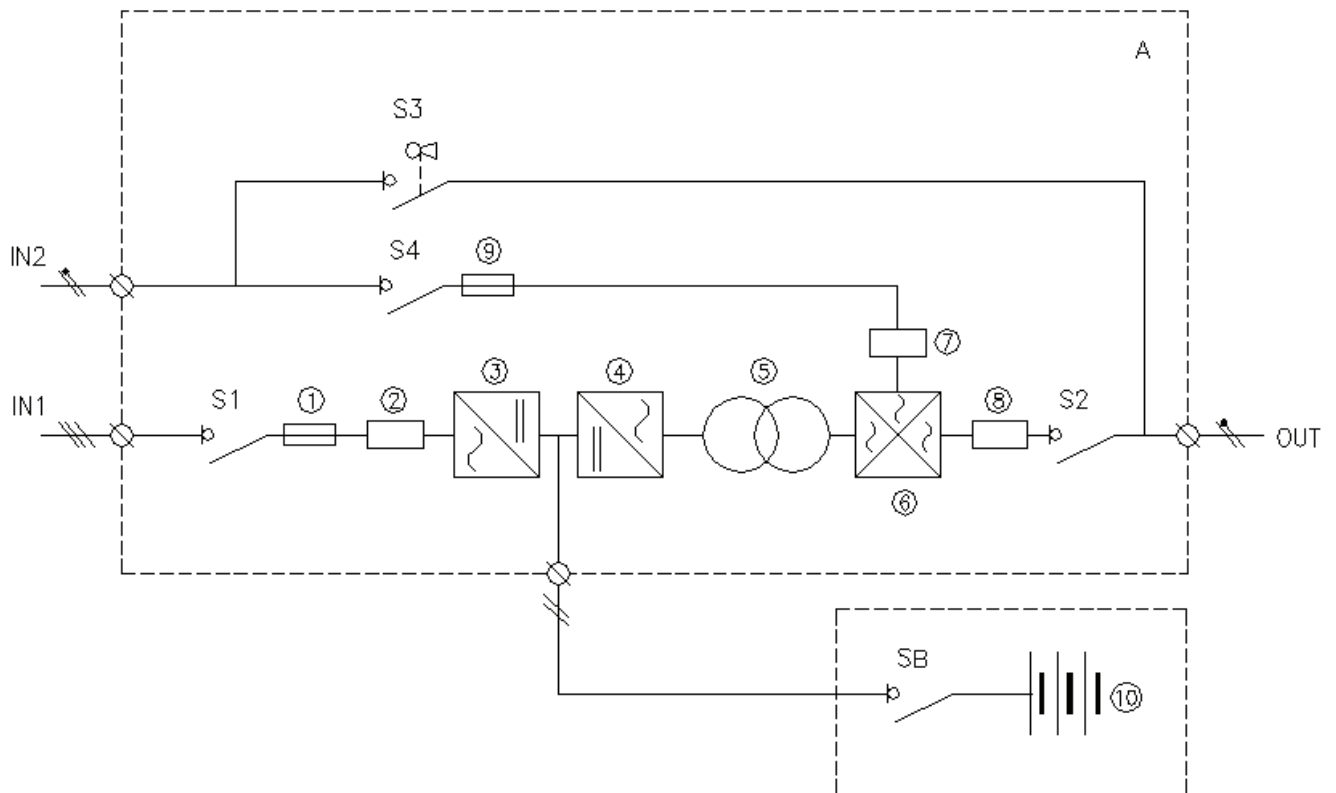 A
S3
IN2
S4
⑨
⑦
IN1
S1
①
②
③
④
⑤
⑧
S2
OUT
⑥
SB
⑩